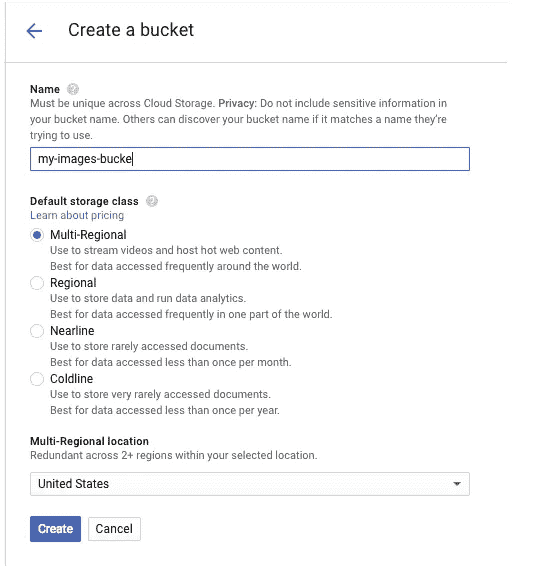 Create a bucket
Name
Must be unique across Cloud Storage. Privacy: Do not include sensitive information in
your bucket name. Others can discover your bucket name if it matches a name they're
trying to use.
my-images-bucke
Default storage class
Learn about pricing
Multi-Regional
Use to stream videos and host hot web content.
Best for data accessed frequently around the world.
Regional
Use to store data and run data analytics.
Best for data accessed frequently in one part of the world.
Nearline
Use to store rarely accessed documents.
Best for data accessed less than once per month.
Coldline
Use to store very rarely accessed documents.
Best for data accessed less than once per year.
Multi-Regional location
Redundant across 2+ regions within your selected location.
United States
Create Cancel